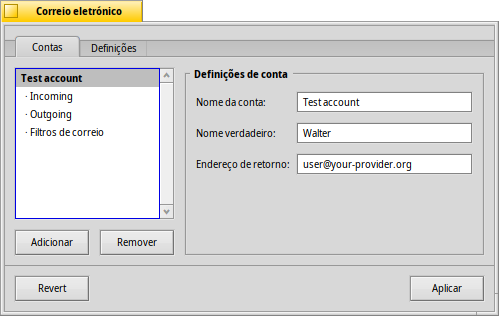 Correio eletrónico
Contas
Definições
Test account
· Incoming
· Outgoing
· Filtros de correio
Adicionar
Remover
Definições de conta
Nome da conta: Test account
Nome verdadeiro: Walter
Endereço de retorno: user@your-provider.org
Revert
Aplicar